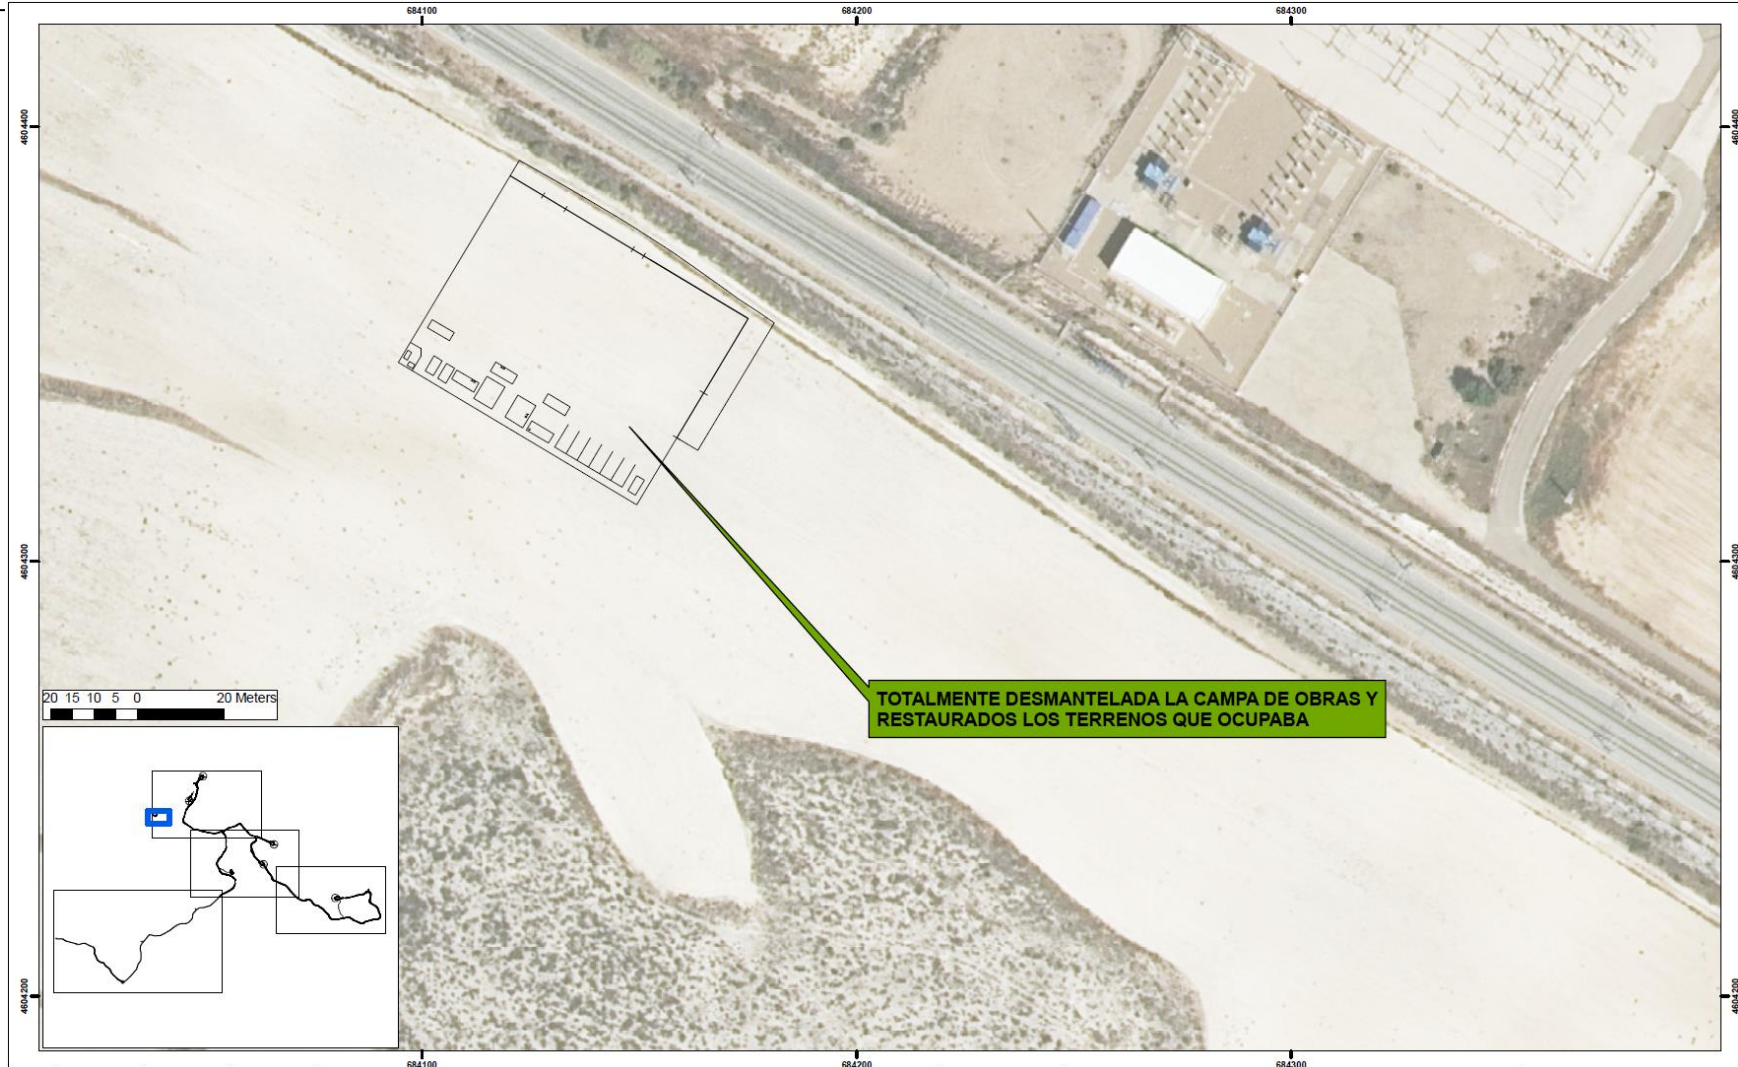 684100 684200 684300
4604400 4604400
4604300 4604300
TOTALMENTE DESMANTELADA LA CAMPA DE OBRAS Y
RESTAURADOS LOS TERRENOS QUE OCUPABA
20 15 10 5 0 20 Meters
4604200 4604200
684100 684200 684300